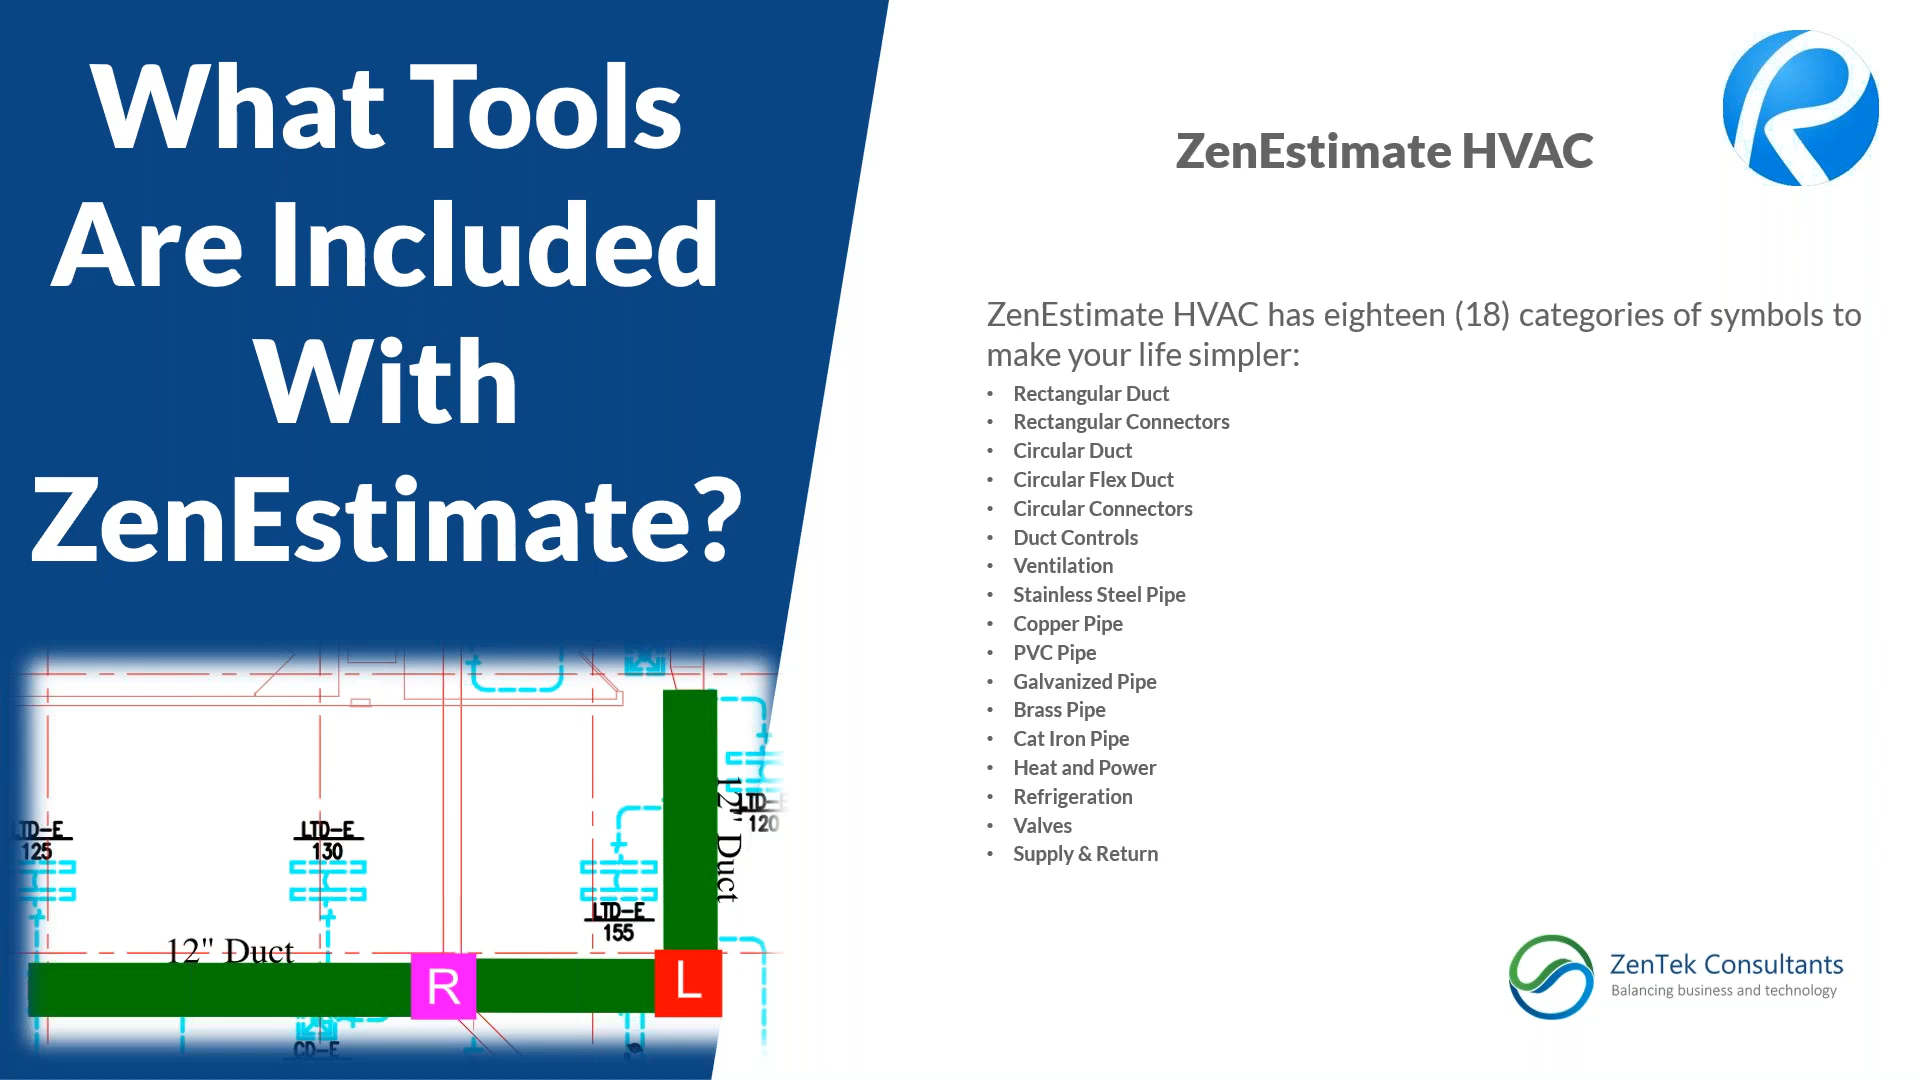 What Tools
Are Included
With
ZenEstimate?
ZenEstimate HVAC
ZenEstimate HVAC has eighteen (18) categories of symbols to
make your life simpler:
• Rectangular Duct
• Rectangular Connectors
• Circular Duct
• Circular Flex Duct
• Circular Connectors
• Duct Controls
• Ventilation
• Stainless Steel Pipe
• Copper Pipe
• PVC Pipe
• Galvanized Pipe
• Brass Pipe
• Cat Iron Pipe
• Heat and Power
• Refrigeration
• Valves
• Supply & Return
LTD-E
125
LTD-E
130
LTD-E
155
LTD-E
120
12" Duct
12" Duct
R
L
CD-E
ZenTek Consultants
Balancing business and technology